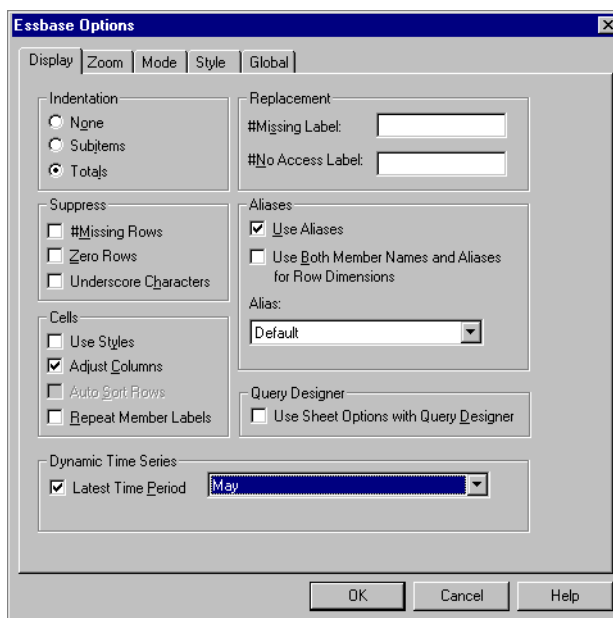 Essbase Options
Display
Zoom
Mode
Style
Global
Indentation
None
Subitems
Totals
Replacement
#Missing Label:
#No Access Label:
Suppress
#Missing Rows
Zero Rows
Underscore Characters
Aliases
Use Aliases
Use Both Member Names and Aliases
for Row Dimensions
Alias:
Default
Cells
Use Styles
Adjust Columns
Auto Sort Rows
Repeat Member Labels
Query Designer
Use Sheet Options with Query Designer
Dynamic Time Series
Latest Time Period
May
OK
Cancel
Help